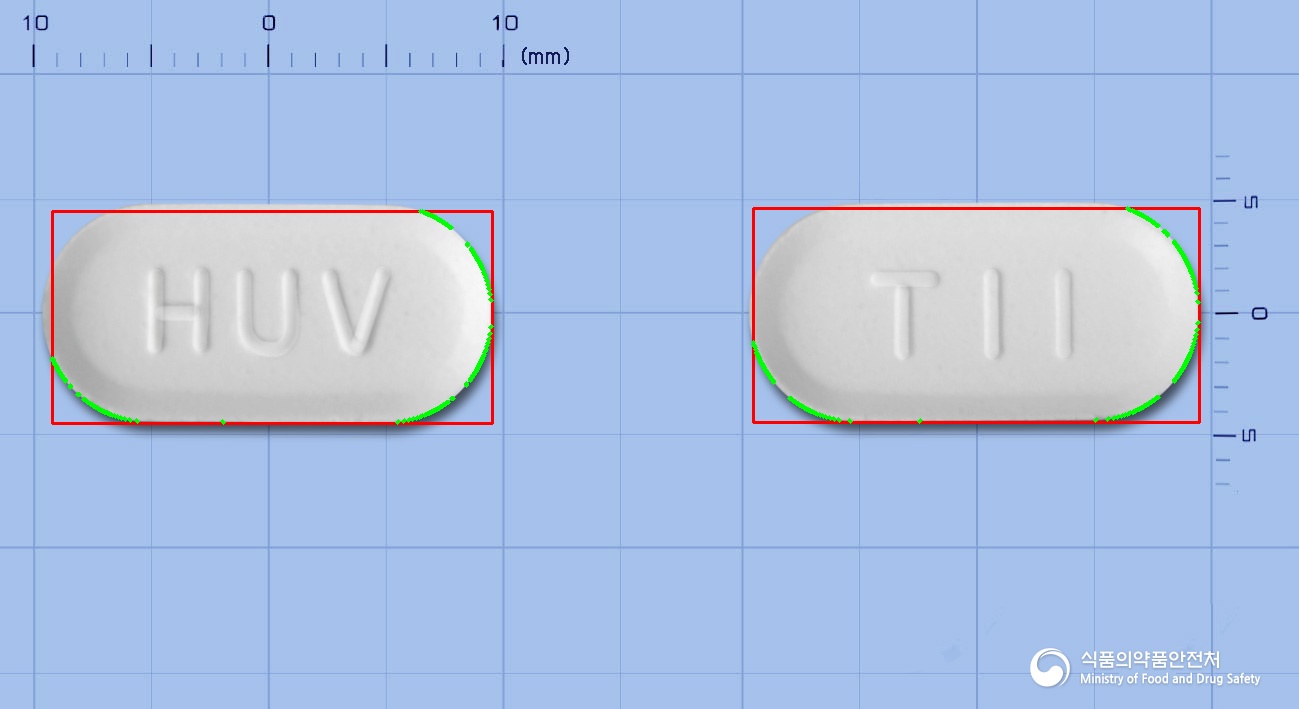 10 0 10
(mm)
HUV
TII
5
0
5
식품의약품안전처
Ministry of Food and Drug Safety